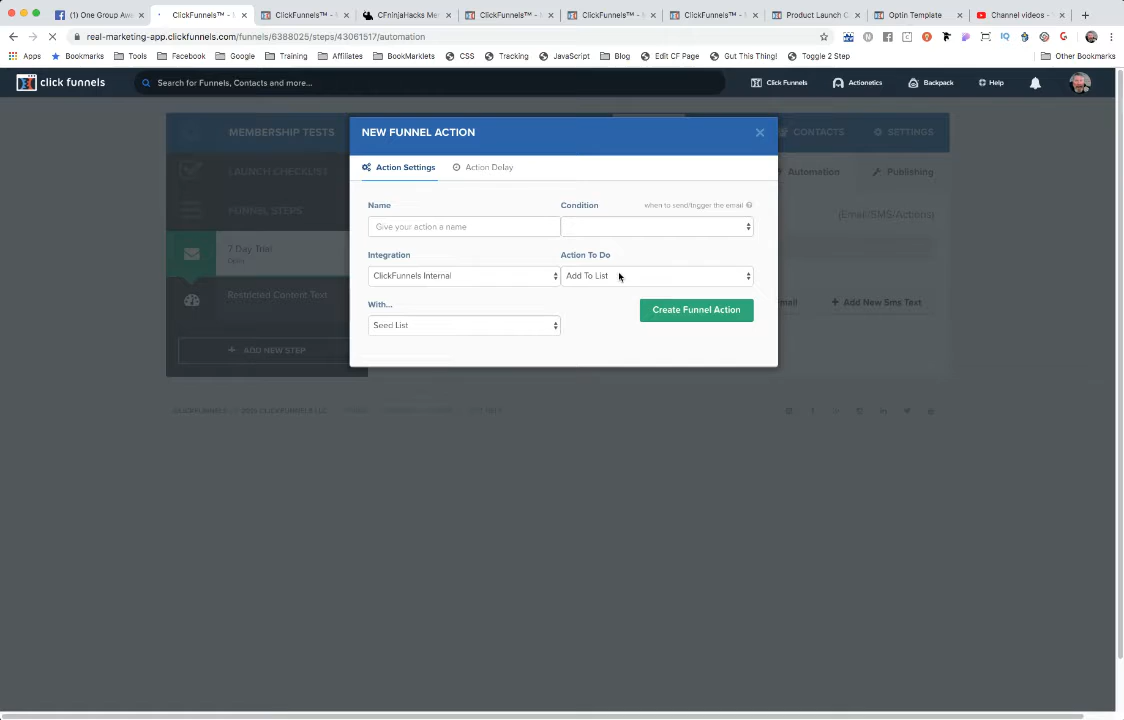 (1) One Group Awe
ClickFunnels™ -
ClickFunnels™ -
CFninjaHacks Me
ClickFunnels™ -
ClickFunnels™ -
ClickFunnels™ -
Product Launch C
Optin Template
Channel videos -
real-marketing-app.clickfunnels.com/funnels/6388025/steps/43061517/automation
Apps
Bookmarks
Tools
Facebook
Google
Training
Affiliates
BookMarklets
CSS
Tracking
JavaScript
Blog
Edit CF Page
Gut This Thing!
Toggle 2 Step
Other Bookmarks
click funnels
Search for Funnels, Contacts and more...
Click Funnels
Actionetics
Backpack
Help
MEMBERSHIP TESTS
NEW FUNNEL ACTION
CONTACTS
SETTINGS
LAUNCH CHECKLIST
Action Settings
Action Delay
Automation
Publishing
FUNNEL STEPS
Name
Condition
when to send/trigger the email
(Email/SMS/Actions)
Give your action a name
7 Day Trial
Integration
Action To Do
ClickFunnels Internal
Add To List
Restricted Content Test
With...
Create Funnel Action
mail
+ Add New Sms Text
Seed List
+ ADD NEW STEP